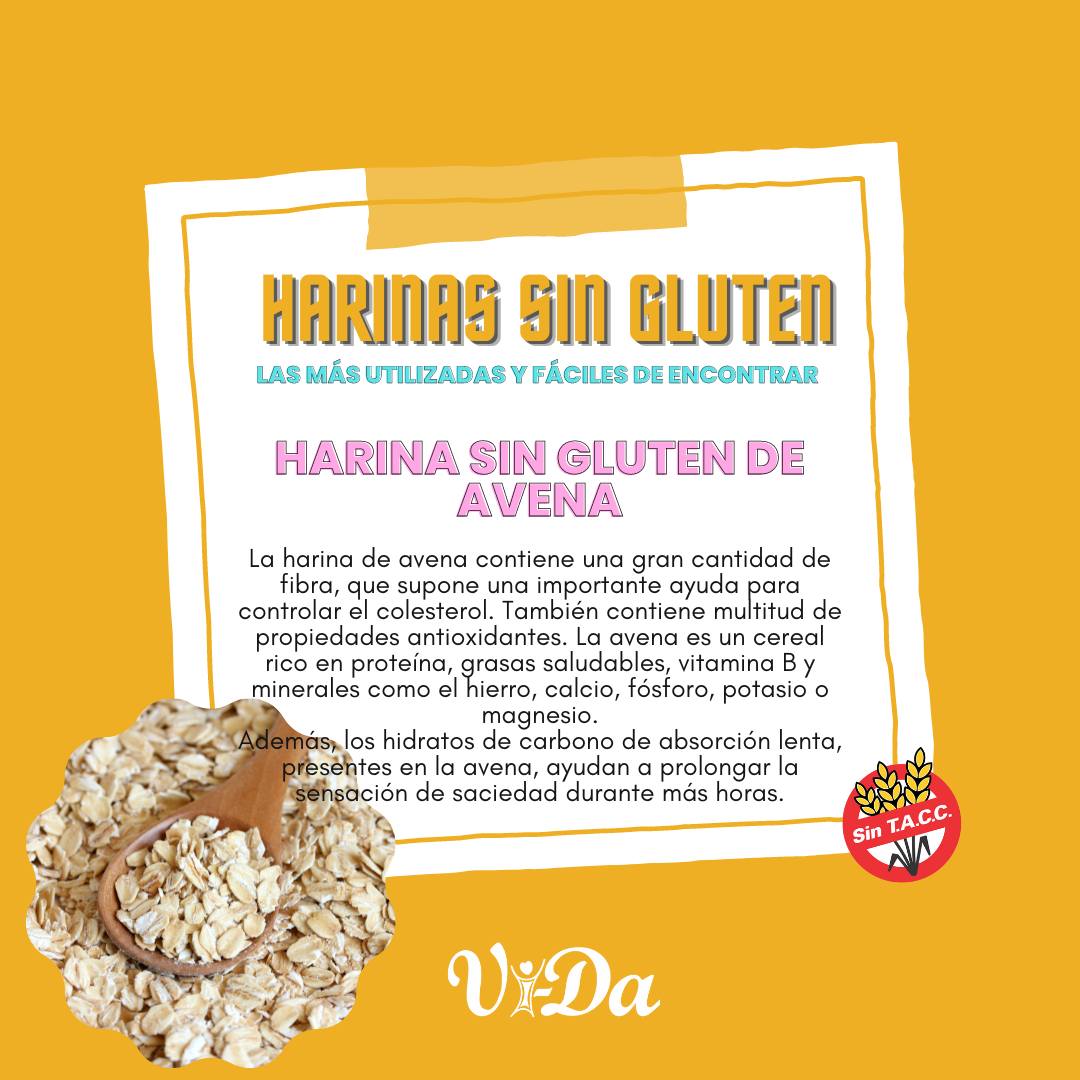 HARINAS SIN GLUTEN
LAS MÁS UTILIZADAS Y FÁCILES DE ENCONTRAR
HARINA SIN GLUTEN DE
AVENA
La harina de avena contiene una gran cantidad de
fibra, que supone una importante ayuda para
controlar el colesterol. También contiene multitud de
propiedades antioxidantes. La avena es un cereal
rico en proteína, grasas saludables, vitamina B y
minerales como el hierro, calcio, fósforo, potasio o
magnesio.
Además, los hidratos de carbono de absorción lenta,
presentes en la avena, ayudan a prolongar la
sensación de saciedad durante más horas.
Sin T.A.C.C.
Vi-Da